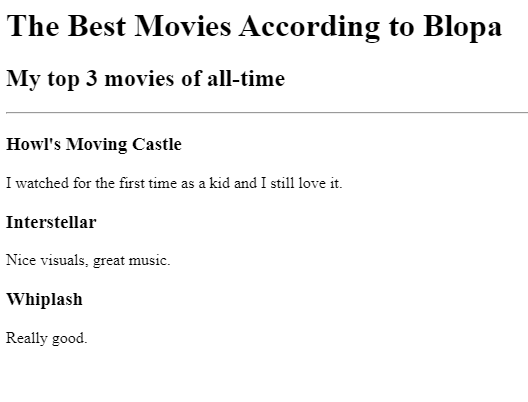 The Best Movies According to Blopa
My top 3 movies of all-time
Howl's Moving Castle
I watched for the first time as a kid and I still love it.
Interstellar
Nice visuals, great music.
Whiplash
Really good.